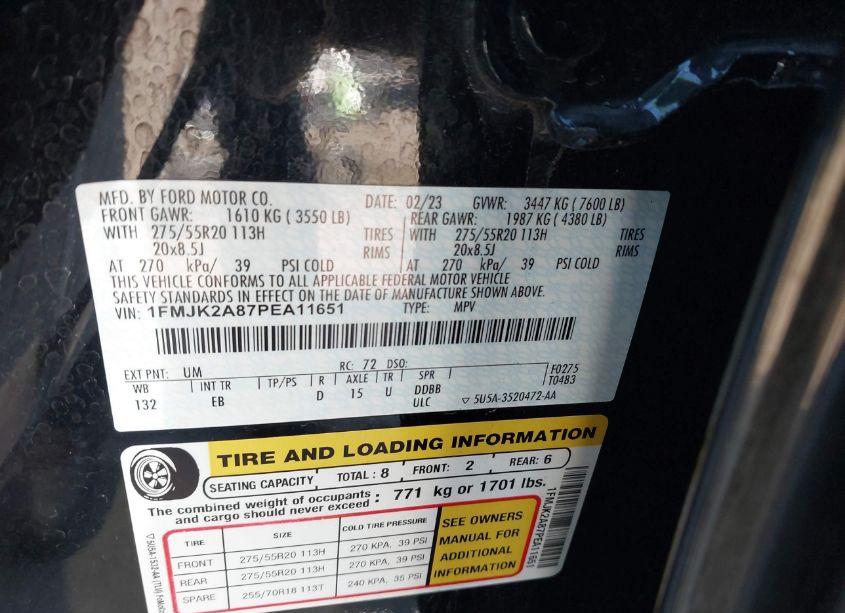 MFD. BY FORD MOTOR CO. DATE: 02/23 GVWR: 3447 KG (7600 LB)
FRONT GAWR: 1610 KG (3550 LB) REAR GAWR: 1987 KG (4380 LB)
WITH 275/55R20 113H TIRES WITH 275/55R20 113H TIRES
20x8.5J RIMS 20x8.5J RIMS
AT 270 kPa/ 39 PSI COLD AT 270 kPa/ 39 PSI COLD
THIS VEHICLE CONFORMS TO ALL APPLICABLE FEDERAL MOTOR VEHICLE
SAFETY STANDARDS IN EFFECT ON THE DATE OF MANUFACTURE SHOWN ABOVE.
VIN: 1FMJK2A87PEA11651 TYPE: MPV
EXT PNT: UM RC: 72 DSO: F0275
WB INT TR TP/PS R AXLE TR SPR T0483
132 EB D 15 U DDBB
ULC ▽ 5U5A-3520472-AA
TIRE AND LOADING INFORMATION
SEATING CAPACITY TOTAL : 8 FRONT: 2 REAR: 6
The combined weight of occupants and cargo should never exceed : 771 kg or 1701 lbs.
TIRE SIZE COLD TIRE PRESSURE
FRONT 275/55R20 113H 270 KPA, 39 PSI
REAR 275/55R20 113H 270 KPA, 39 PSI
SPARE 255/70R18 113T 240 KPA, 35 PSI
SEE OWNERS
MANUAL FOR
ADDITIONAL
INFORMATION
1FMJK2A87PEA11651
▽5U5A-1532-AA (TLU)